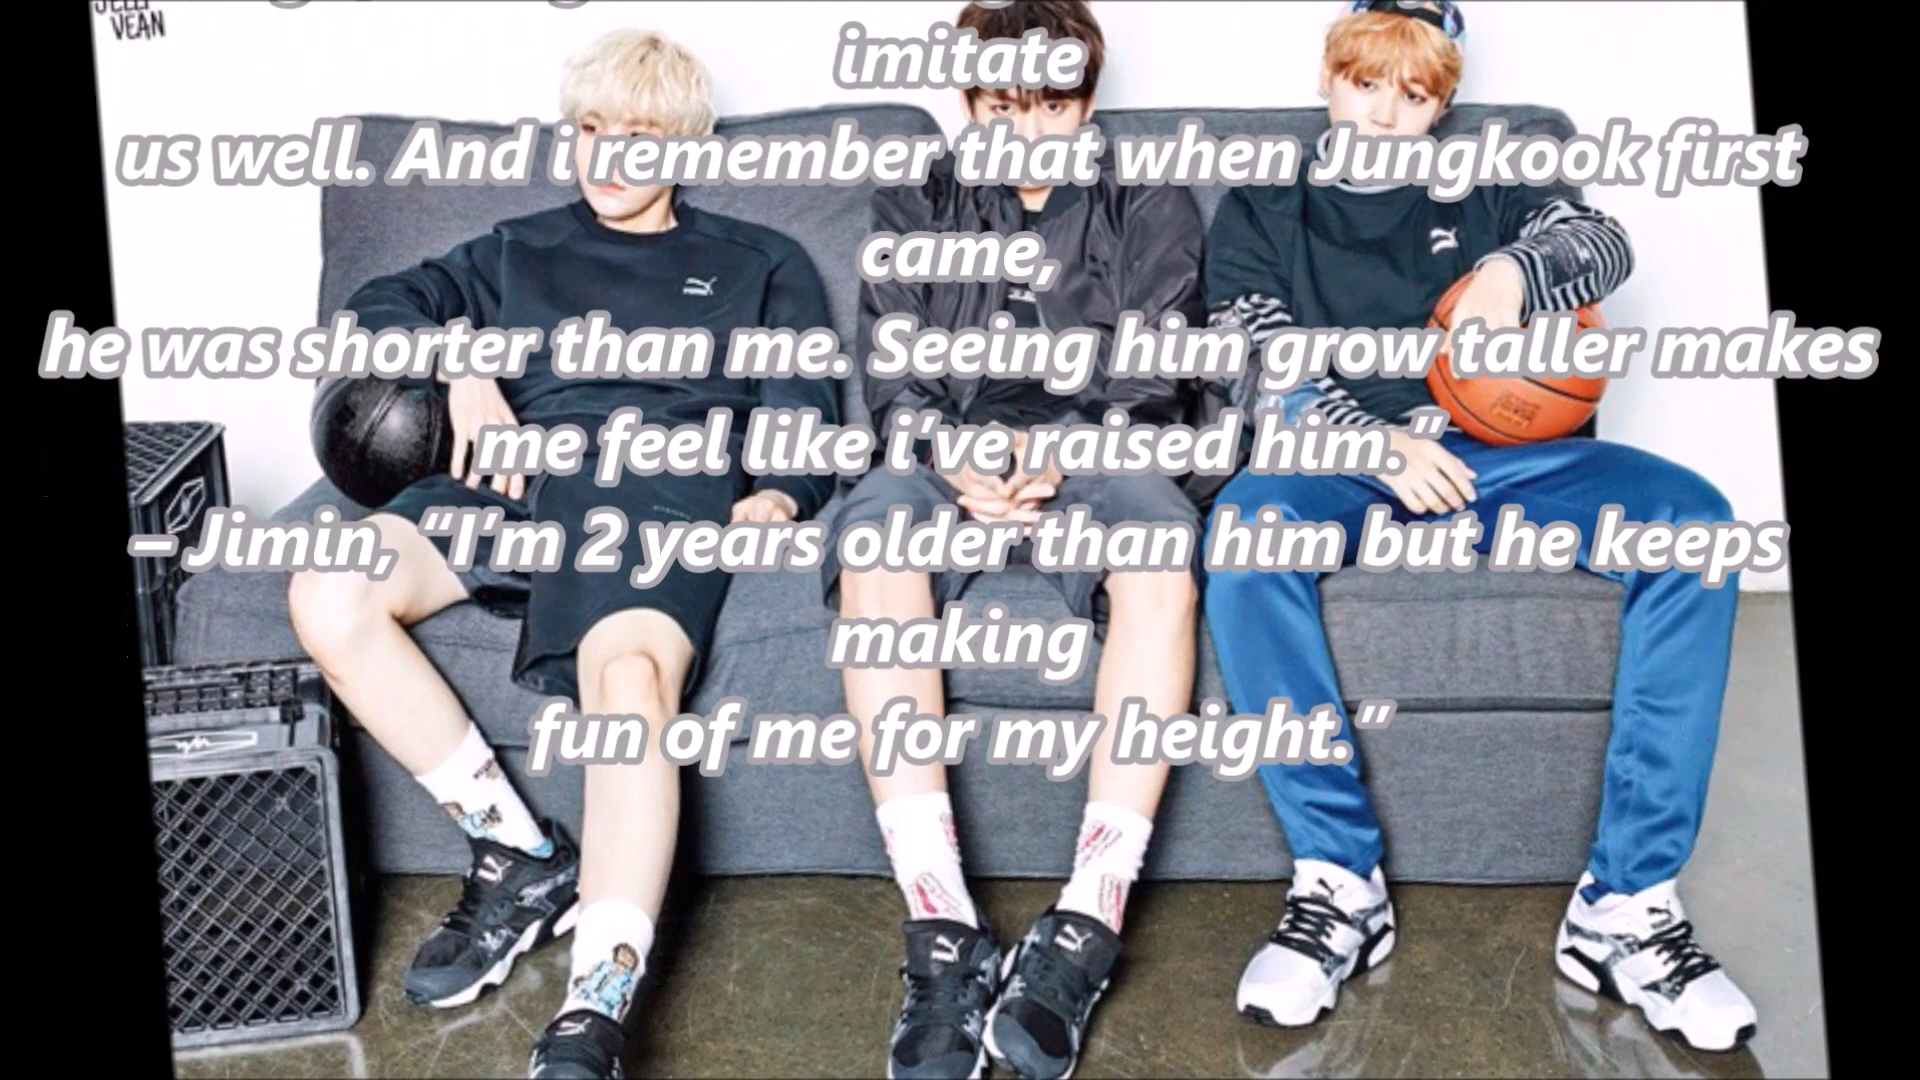 JELLY
VEAN
imitate
us well. And i remember that when Jungkook first
came,
he was shorter than me. Seeing him grow taller makes
me feel like i've raised him.”
– Jimin, “I'm 2 years older than him but he keeps
making
fun of me for my height.”